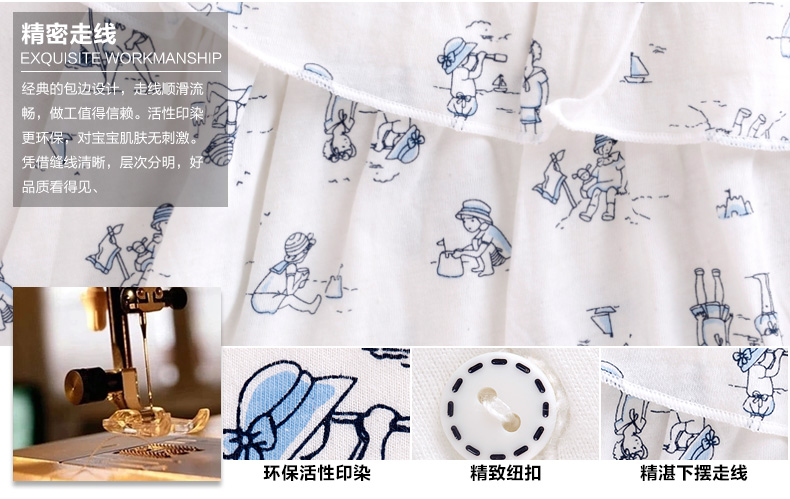 精密走线
EXQUISITE WORKMANSHIP
经典的包边设计，走线顺滑流
畅，做工值得信赖。活性印染
更环保，对宝宝肌肤无刺激。
凭借缝线清晰，层次分明，好
品质看得见、
环保活性印染
精致纽扣
精湛下摆走线